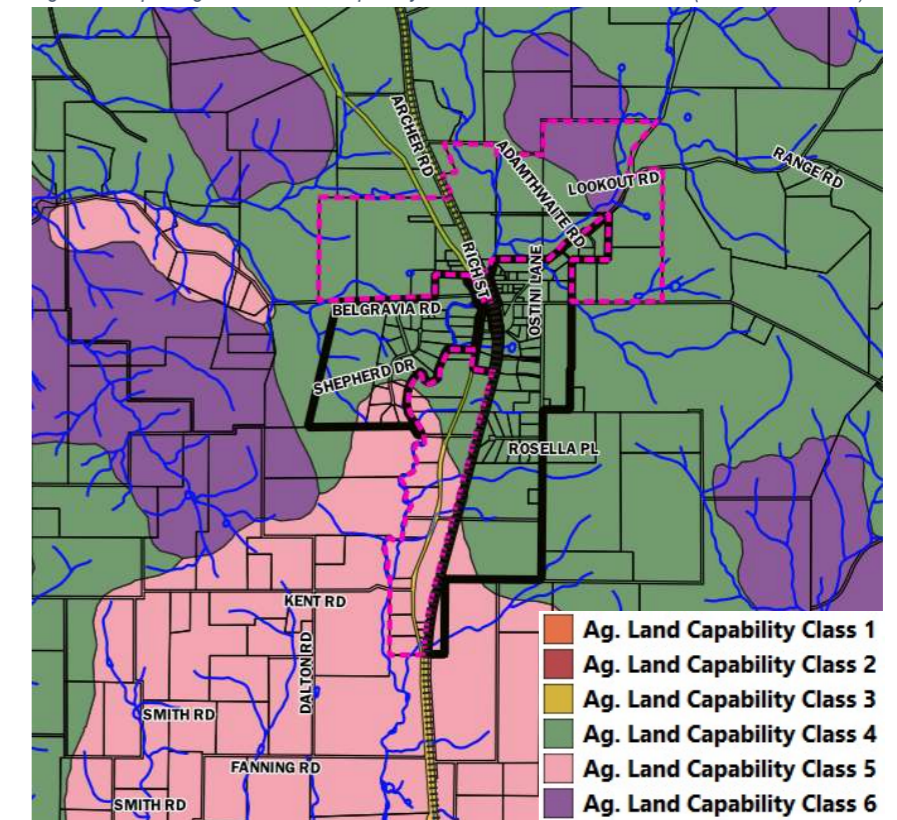 ARCHER RD
ADAMTHWAITE RD
RANGE RD
LOOKOUT RD
RICH ST
OSTINI LANE
BELGRAVIA RD
SHEPHERD DR
ROSELLA PL
KENT RD
DALTON RD
SMITH RD
FANNING RD
SMITH RD
Ag. Land Capability Class 1
Ag. Land Capability Class 2
Ag. Land Capability Class 3
Ag. Land Capability Class 4
Ag. Land Capability Class 5
Ag. Land Capability Class 6